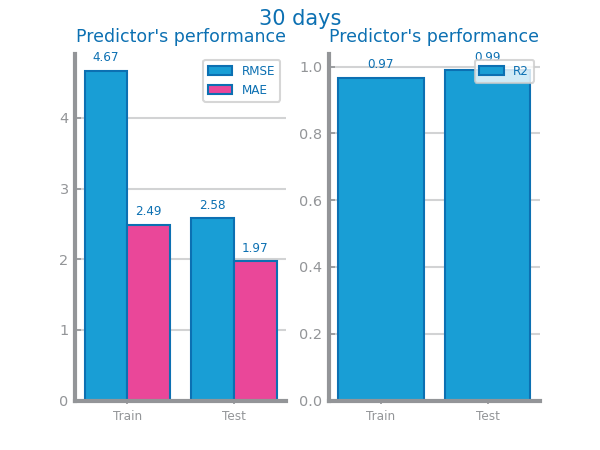 30 days
Predictor's performance
4.67
2.49
2.58
1.97
RMSE
MAE
4
3
2
1
0
Train
Test
Predictor's performance
0.97
0.99
R2
1.0
0.8
0.6
0.4
0.2
0.0
Train
Test